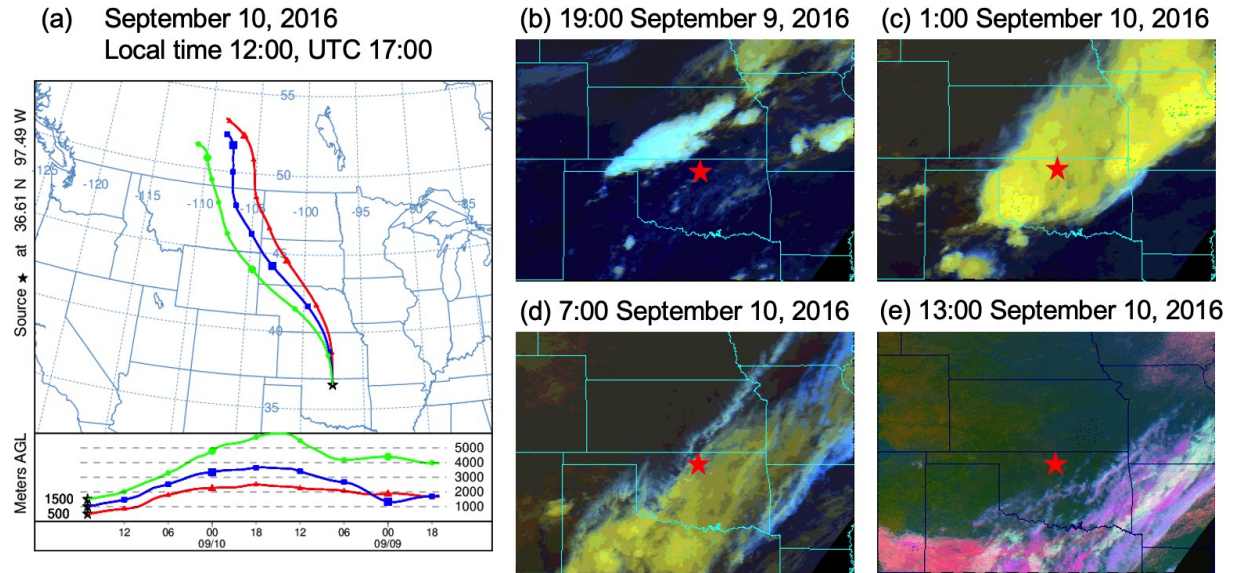 (a) September 10, 2016
Local time 12:00, UTC 17:00
Source ★ at 36.61 N 97.49 W
55
-125
-120
-115
-110
-105
-100
-95
-90
-85
50
45
40
35
Meters AGL
1500
500
5000
4000
3000
2000
1000
12 06 00 18 12 06 00 18
09/10 09/09
(b) 19:00 September 9, 2016
(c) 1:00 September 10, 2016
(d) 7:00 September 10, 2016
(e) 13:00 September 10, 2016